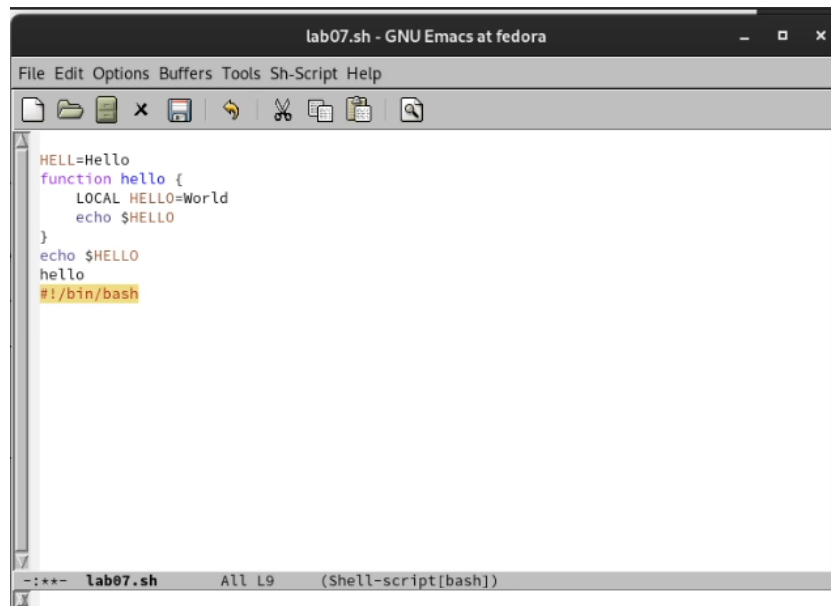 lab07.sh - GNU Emacs at fedora
File Edit Options Buffers Tools Sh-Script Help
HELL=Hello
function hello {
    LOCAL HELLO=World
    echo $HELLO
}
echo $HELLO
hello
#!/bin/bash
-:**- lab07.sh All L9 (Shell-script[bash])